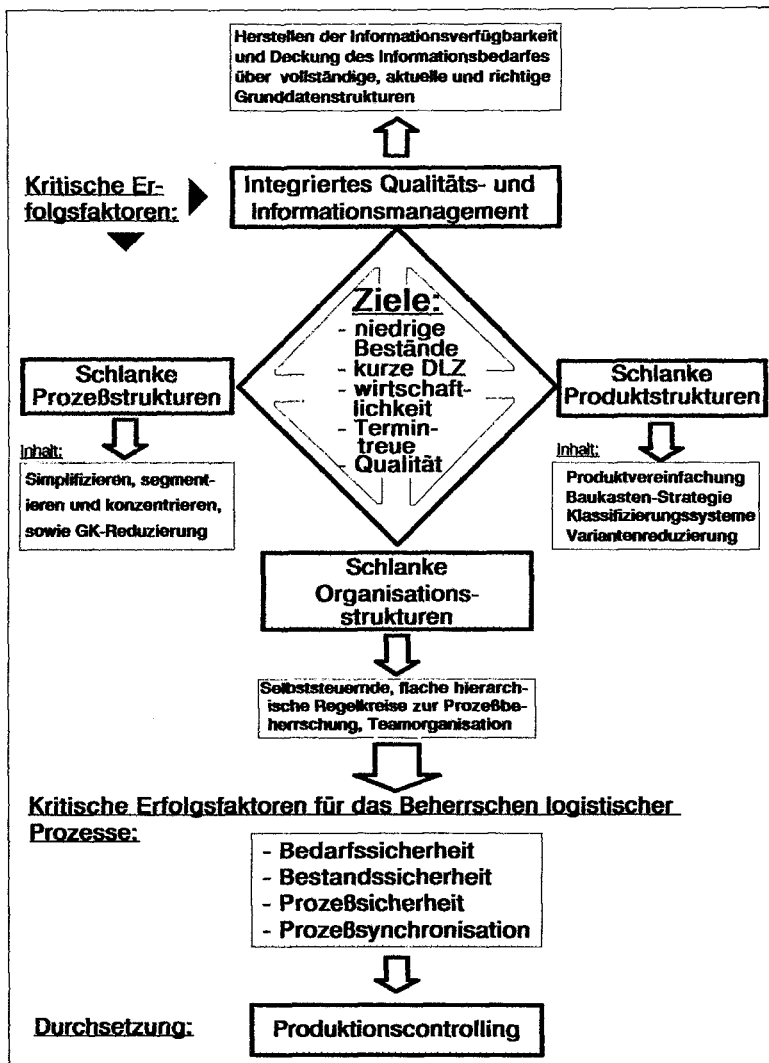 Herstellen der Informationsverfügbarkeit
und Deckung des Informationsbedarfes
über vollständige, aktuelle und richtige
Grunddatenstrukturen
Kritische Er-
folgsfaktoren:
Integriertes Qualitäts- und
Informationsmanagement
Ziele:
- niedrige
Bestände
- kurze DLZ
- wirtschaft-
lichkeit
- Termin-
treue
- Qualität
Schlanke
Prozeßstrukturen
Inhalt:
Simplifizieren, segment-
ieren und konzentrieren,
sowie GK-Reduzierung
Schlanke
Produktstrukturen
Inhalt:
Produktvereinfachung
Baukasten-Strategie
Klassifizierungssysteme
Variantenreduzierung
Schlanke
Organisations-
strukturen
Selbststeuernde, flache hierarch-
ische Regelkreise zur Prozeßbe-
herrschung, Teamorganisation
Kritische Erfolgsfaktoren für das Beherrschen logistischer
Prozesse:
- Bedarfssicherheit
- Bestandssicherheit
- Prozeßsicherheit
- Prozeßsynchronisation
Durchsetzung:
Produktionscontrolling